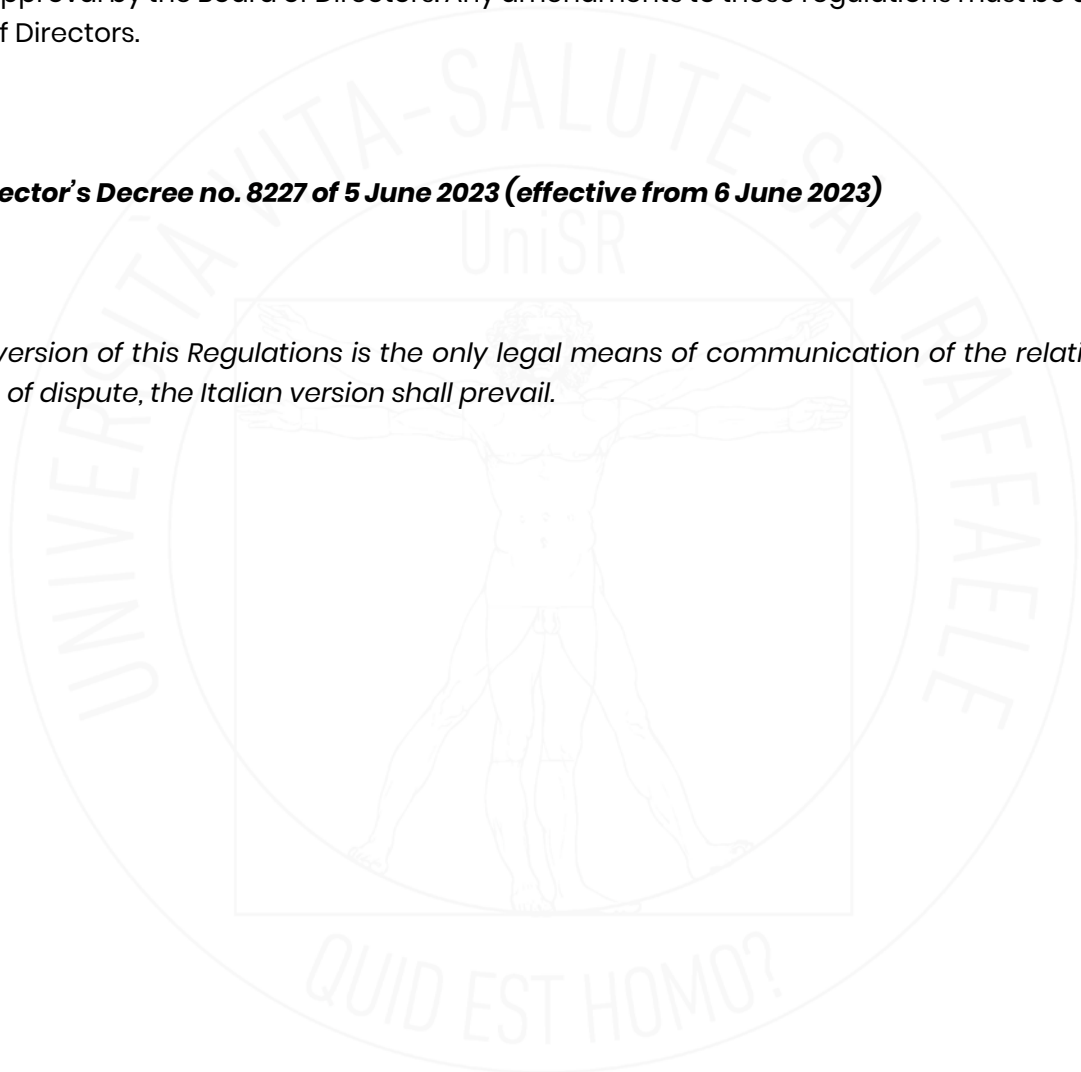 approval by the Board of Directors. Any amendments to these regulations must be
of Directors.
ector's Decree no. 8227 of 5 June 2023 (effective from 6 June 2023)
version of this Regulations is the only legal means of communication of the relati
of dispute, the Italian version shall prevail.
UNIVERSITÀ VITA-SALUTE SAN RAFFAELE
UniSR
QUID EST HOMO?